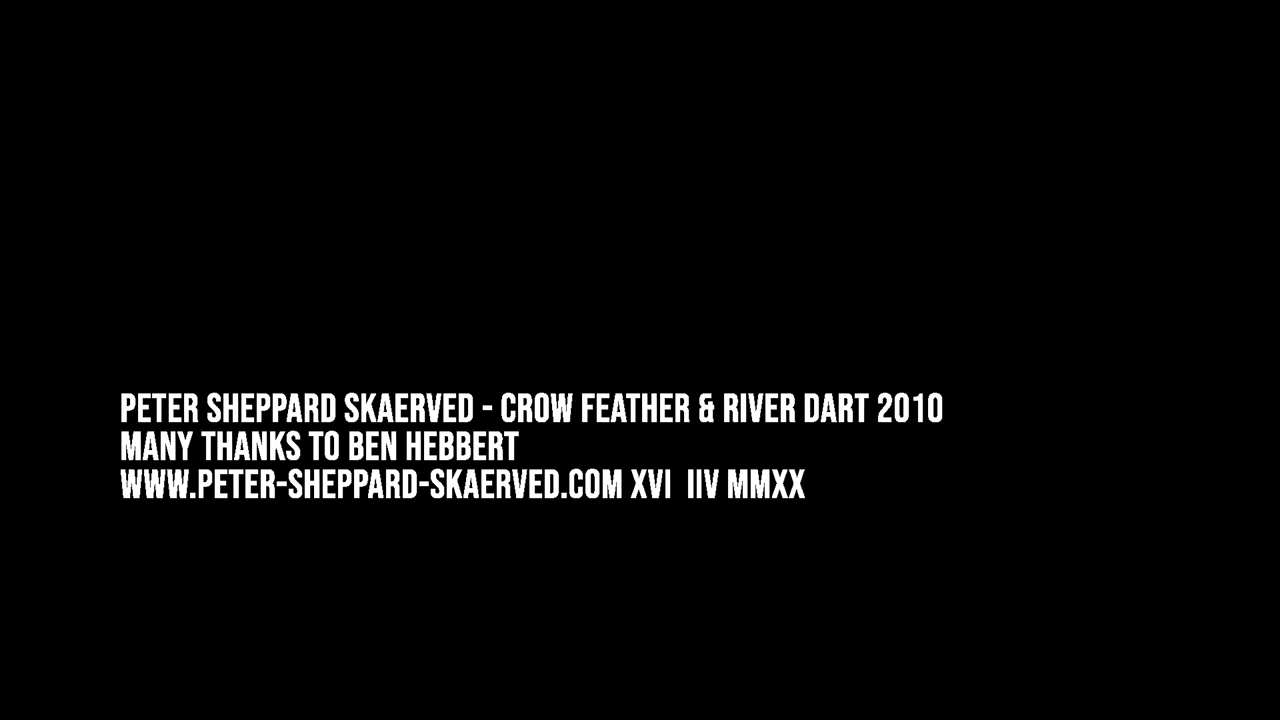 PETER SHEPPARD SKAERVED - CROW FEATHER & RIVER DART 2010
MANY THANKS TO BEN HEBBERT
WWW.PETER-SHEPPARD-SKAERVED.COM XVI  IIV MMXX